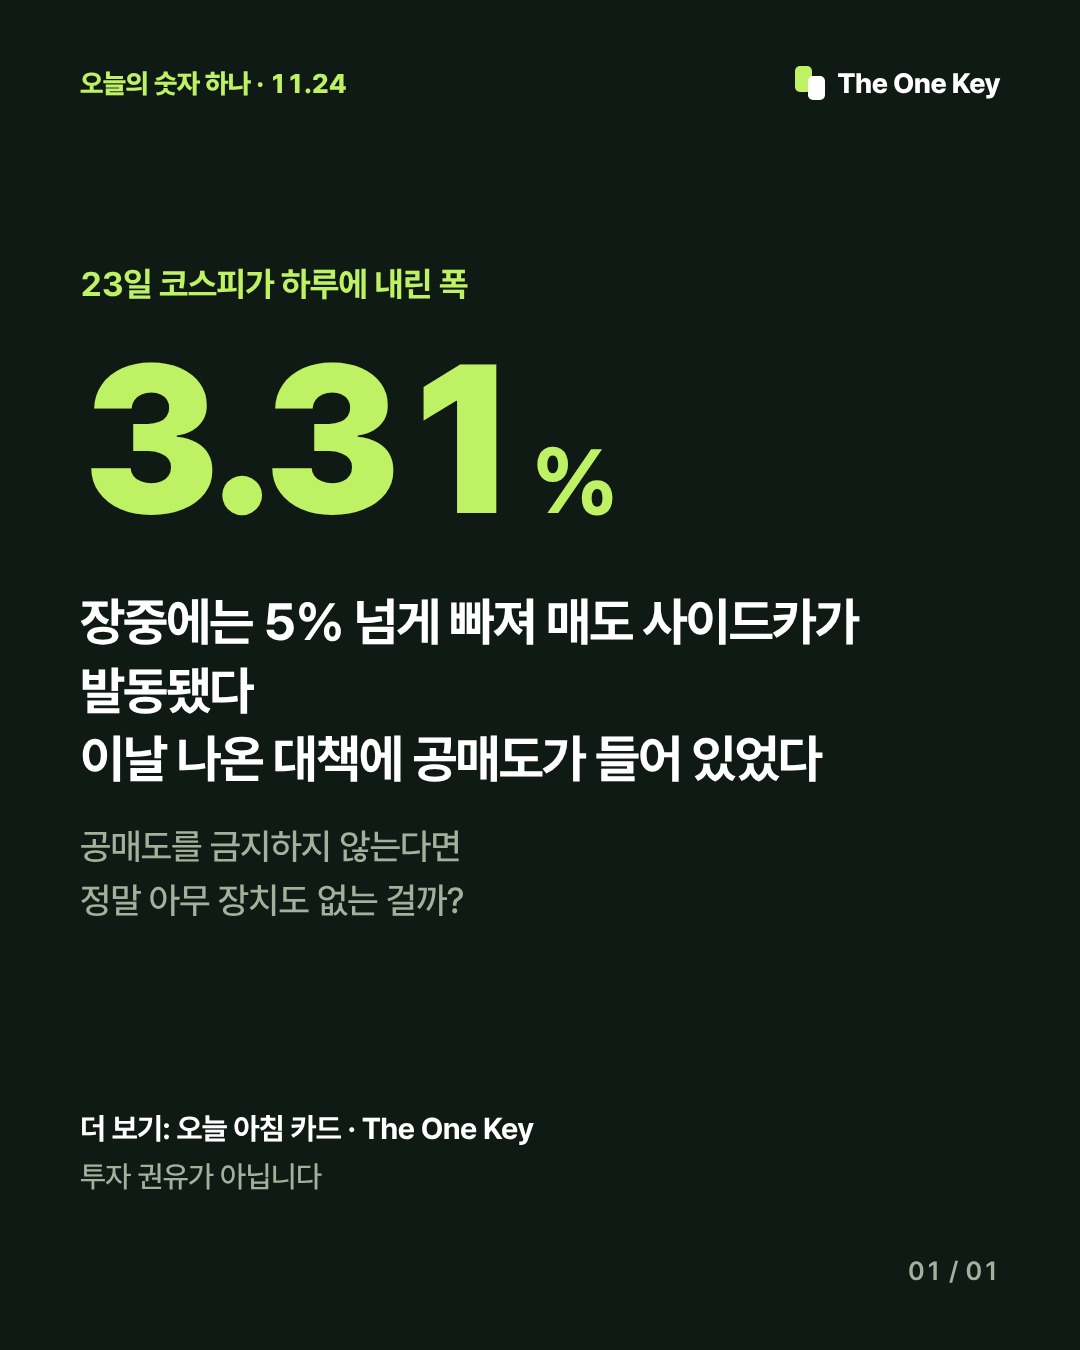 오늘의 숫자 하나 · 11.24
The One Key
23일 코스피가 하루에 내린 폭
3.31%
장중에는 5% 넘게 빠져 매도 사이드카가
발동됐다
이날 나온 대책에 공매도가 들어 있었다
공매도를 금지하지 않는다면
정말 아무 장치도 없는 걸까?
더 보기: 오늘 아침 카드 · The One Key
투자 권유가 아닙니다
01 / 01